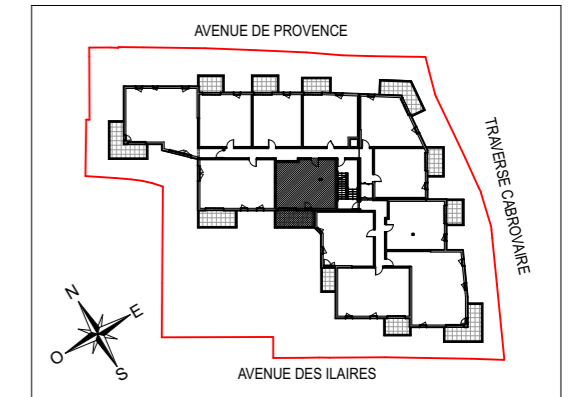 AVENUE DE PROVENCE
TRAVERSE CABROVAIRE
N
E
O
S
AVENUE DES ILAIRES